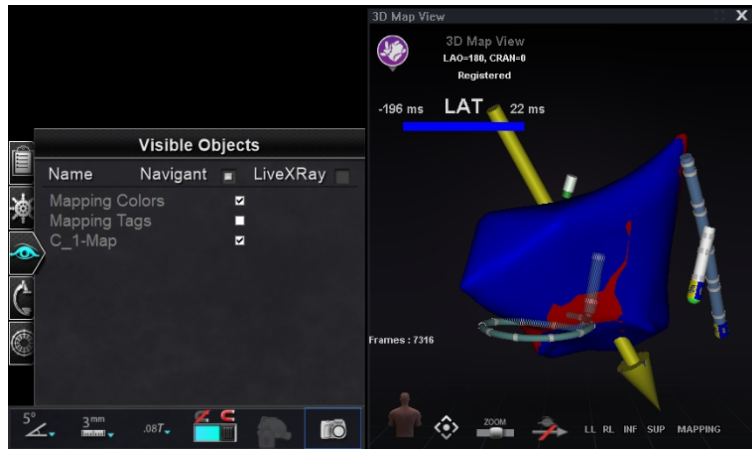 3D Map View X
3D Map View
LAO=180, CRAN=0
Registered
-196 ms LAT 22 ms
Visible Objects
Name Navigant LiveXRay
Mapping Colors
Mapping Tags
C_1-Map
Frames : 7316
5° 3mm .08T ZOOM LL RL INF SUP MAPPING